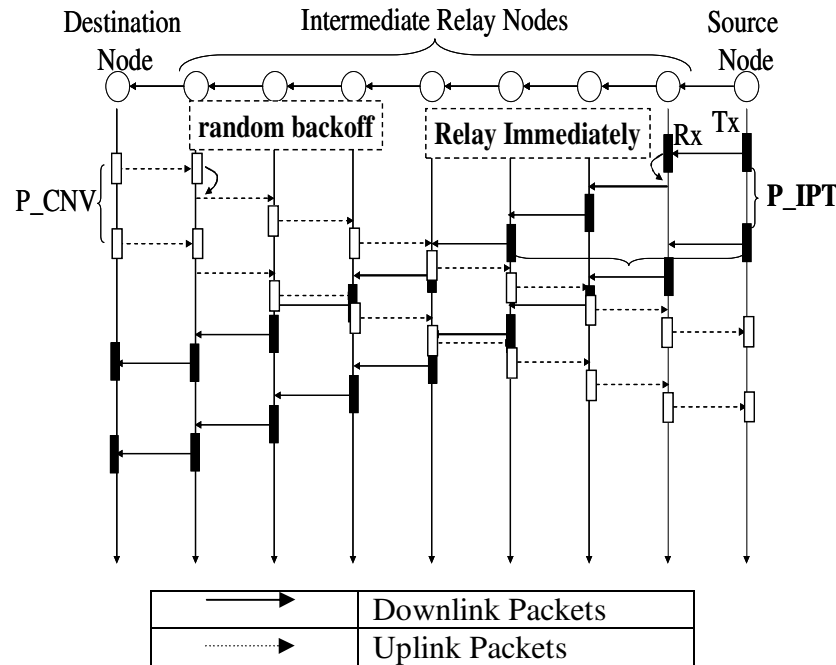 Destination
Node
Intermediate Relay Nodes
Source
Node
random backoff
Relay Immediately
Rx
Tx
P_CNV
P_IPT
Downlink Packets
Uplink Packets